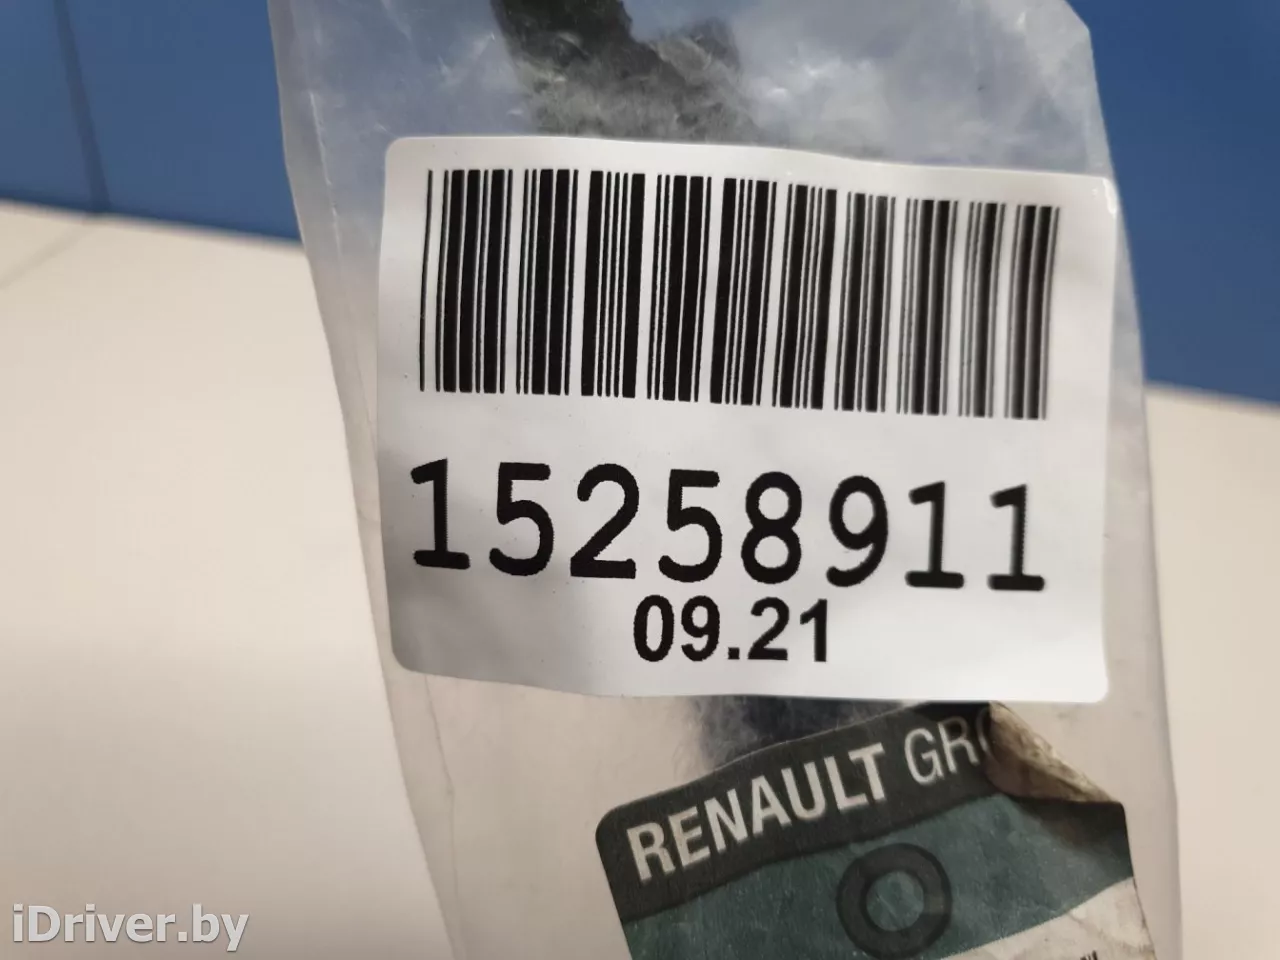 15258911
09.21
RENAULT GR
iDriver.by